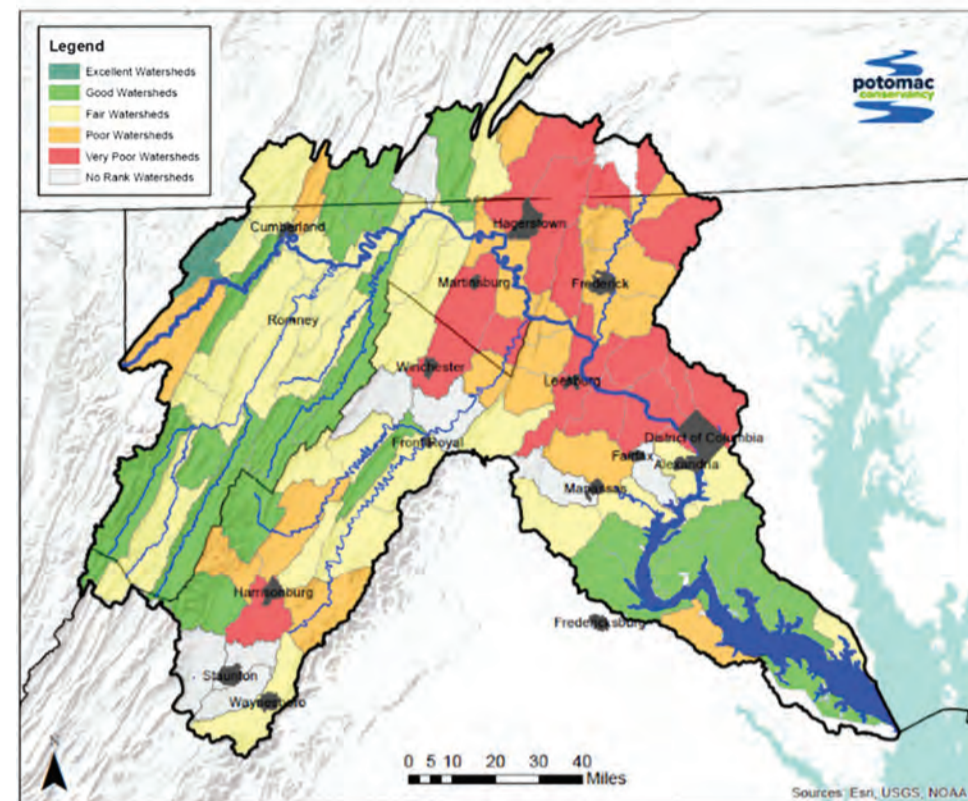 Legend
Excellent Watersheds
Good Watersheds
Fair Watersheds
Poor Watersheds
Very Poor Watersheds
No Rank Watersheds
potomac
conservancy
Hagerstown
Cumberland
Martinsburg
Frederick
Romney
Winchester
Leesburg
District of Columbia
Front Royal
Fairfax
Alexandria
Manassas
Harrisonburg
Fredericksburg
Staunton
Waynesboro
0 5 10 20 30 40
Miles
Sources: Esri, USGS, NOAA